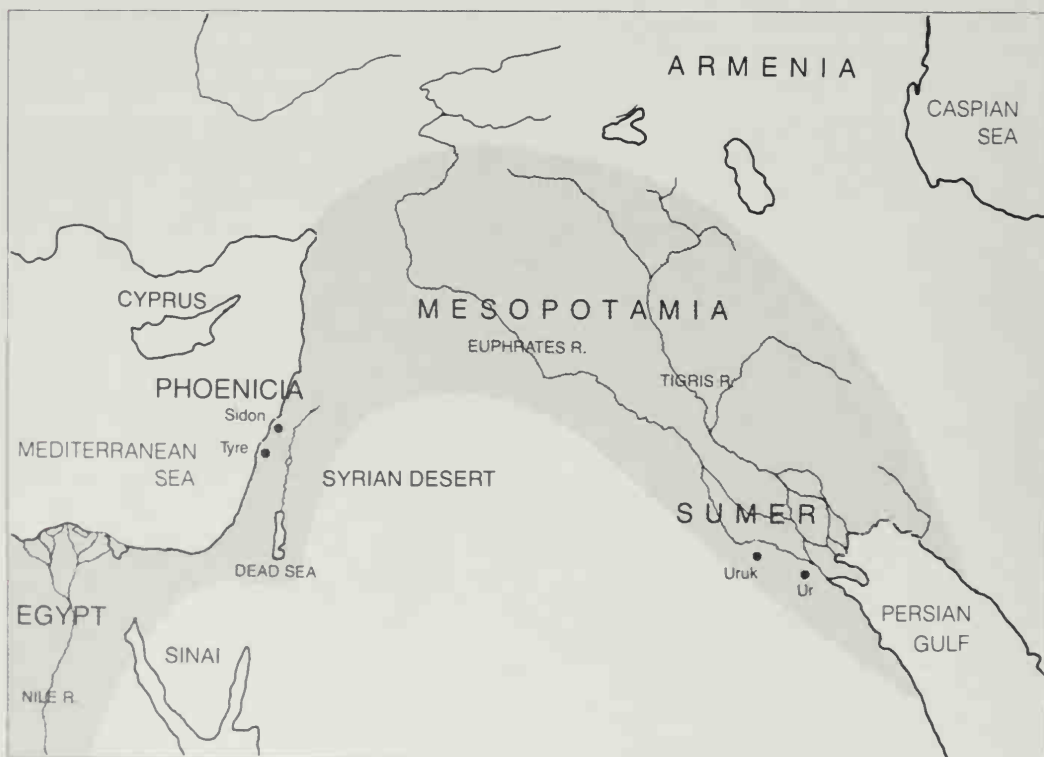 ARMENIA
CASPIAN
SEA
CYPRUS
MESOPOTAMIA
EUPHRATES R.
TIGRIS R.
PHOENICIA
Sidon
Tyre
MEDITERRANEAN
SEA
SYRIAN DESERT
SUMER
DEAD SEA
Uruk
Ur
EGYPT
PERSIAN
GULF
SINAI
NILE R.